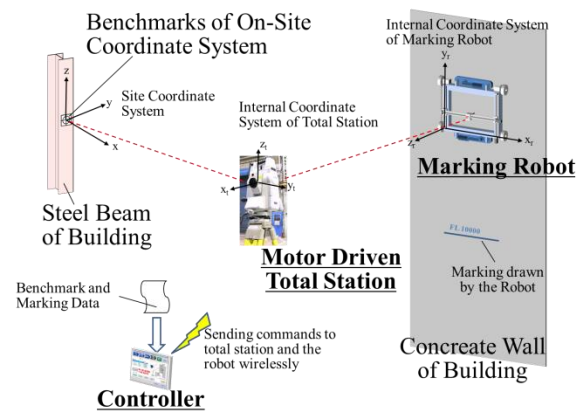 Benchmarks of On-Site
Coordinate System
z
y
x
Site Coordinate
System
Steel Beam
of Building
Internal Coordinate
System of Total Station
zt
xt
yt
Motor Driven
Total Station
Internal Coordinate System
of Marking Robot
yr
zr
xr
Marking Robot
FL 10000
Marking drawn
by the Robot
Concreate Wall
of Building
Benchmark and
Marking Data
Sending commands to
total station and the
robot wirelessly
Controller